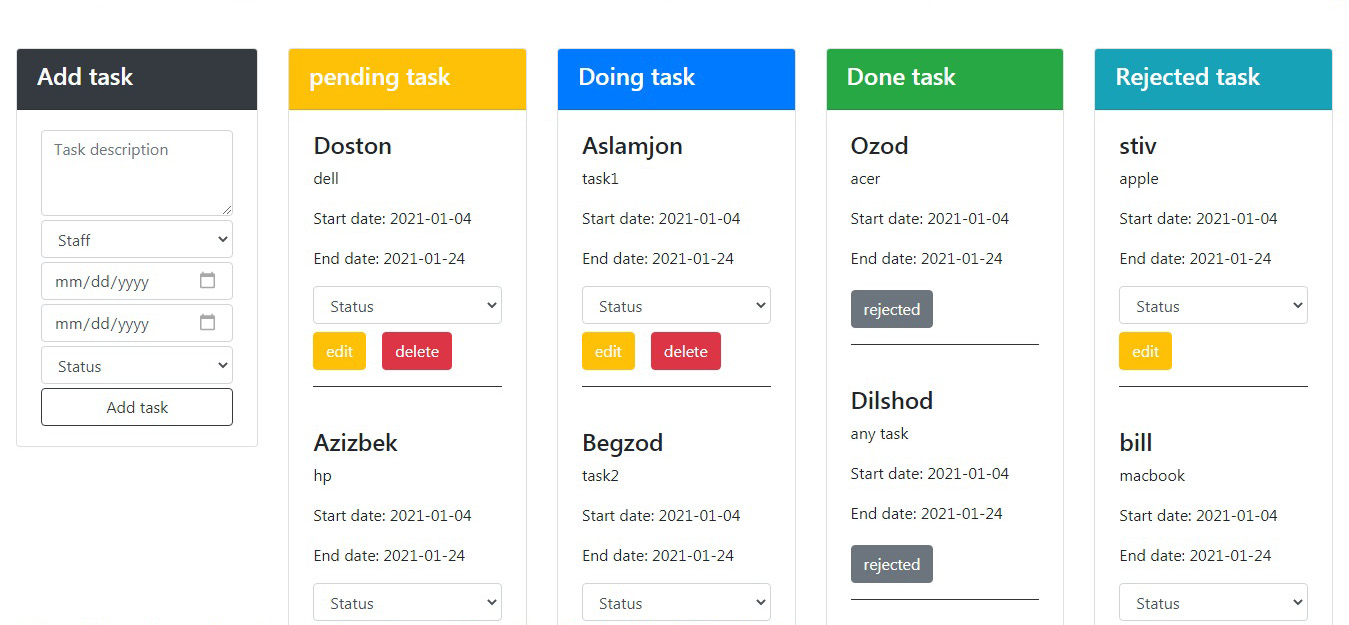 Add task
Task description
Staff
mm/dd/yyyy
mm/dd/yyyy
Status
Add task
pending task
Doston
dell
Start date: 2021-01-04
End date: 2021-01-24
Status
edit delete
Azizbek
hp
Start date: 2021-01-04
End date: 2021-01-24
Status
Doing task
Aslamjon
task1
Start date: 2021-01-04
End date: 2021-01-24
Status
edit delete
Begzod
task2
Start date: 2021-01-04
End date: 2021-01-24
Status
Done task
Ozod
acer
Start date: 2021-01-04
End date: 2021-01-24
rejected
Dilshod
any task
Start date: 2021-01-04
End date: 2021-01-24
rejected
Rejected task
stiv
apple
Start date: 2021-01-04
End date: 2021-01-24
Status
edit
bill
macbook
Start date: 2021-01-04
End date: 2021-01-24
Status